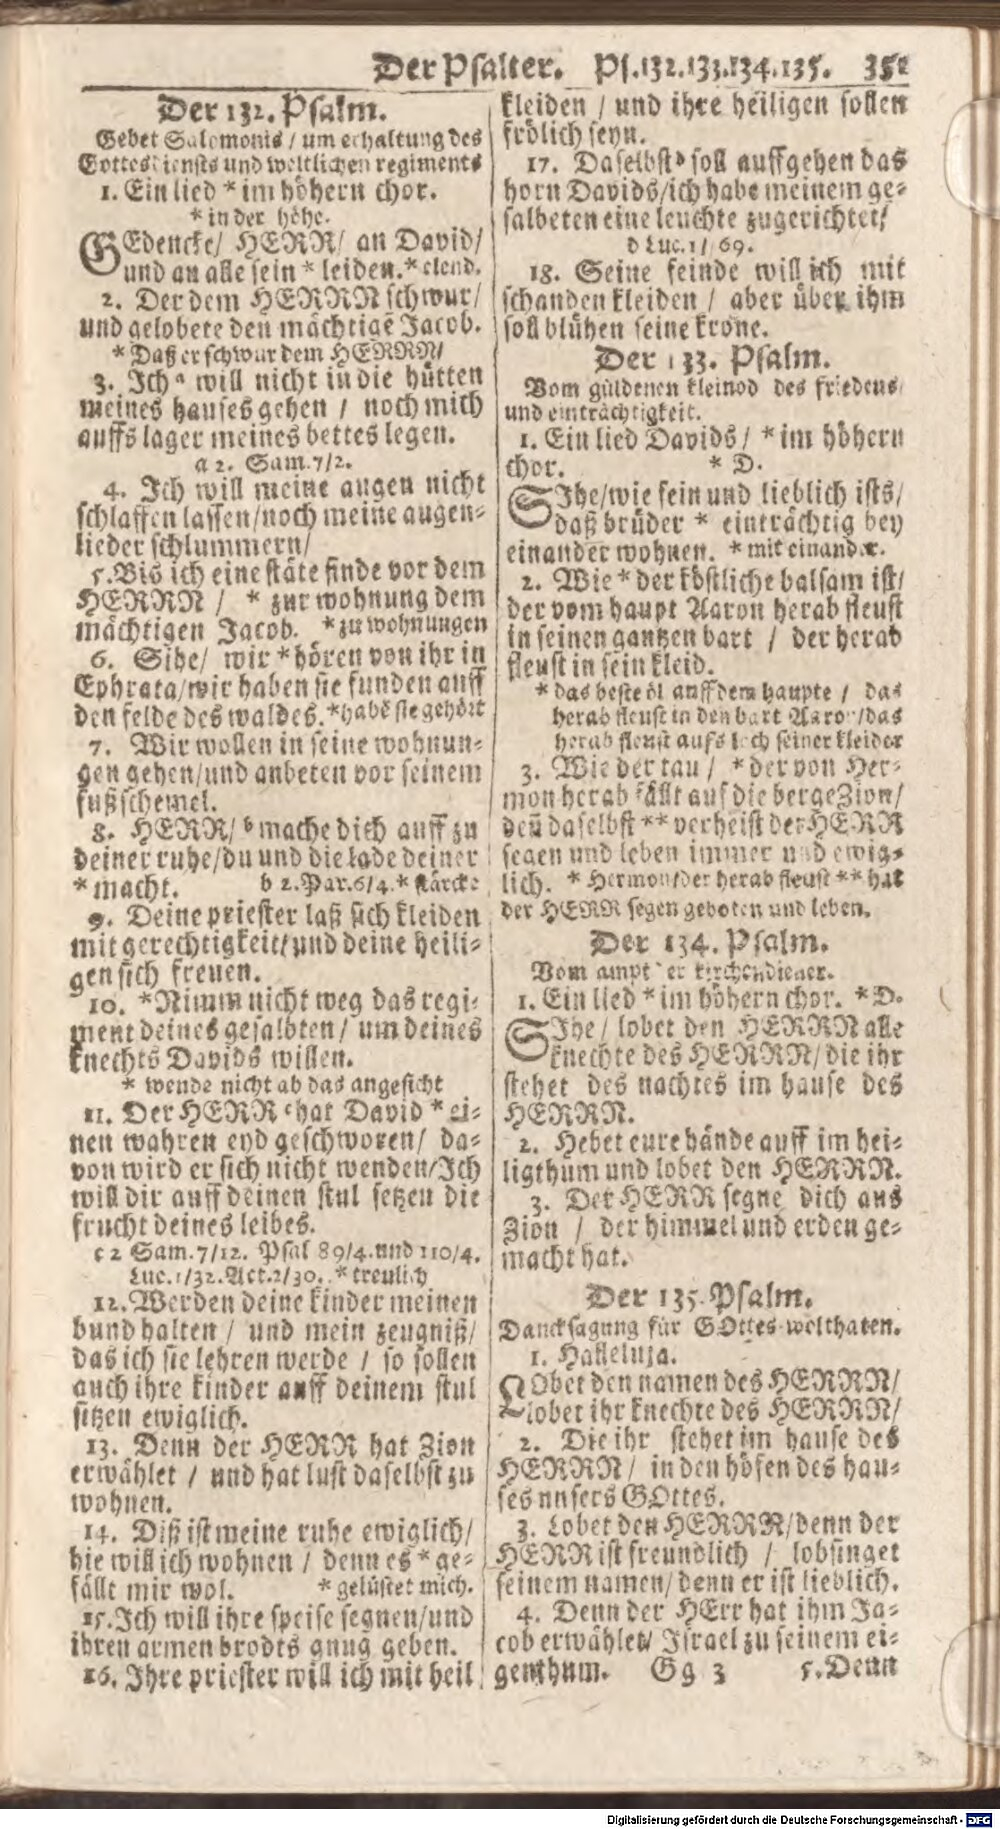 Der Psalter. Ps.132.133.134.135. 351
Der 132. Psalm.
Gebet Salomonis / um erhaltung des
Gottesdiensts und weltlichen regiments
1. Ein lied * im höhern chor.
* in der höhe.
GEdencke/ HERR/ an David/
und an alle sein * leiden. * elend.
2. Der dem HERRN schwur/
und gelobete den mächtigē Jacob.
* Daß er schwur dem HERRN/
3. Ich a will nicht in die hütten
meines hauses gehen / noch mich
auffs lager meines bettes legen.
a 2. Sam.7/2.
4. Ich will meine augen nicht
schlaffen lassen/noch meine augen-
lieder schlummern/
5. Bis ich eine stäte finde vor dem
HERRN / * zur wohnung dem
mächtigen Jacob. * zu wohnungen
6. Sihe/ wir * hören von ihr in
Ephrata/wir haben sie funden auff
den felde des waldes. * habē sie gehört
7. Wir wollen in seine wohnun-
gen gehen/und anbeten vor seinem
fußschemel.
8. HERR/ b mache dich auff zu
deiner ruhe/du und die lade deiner
* macht. b 2.Par.6/4. * stärcke
9. Deine priester laß sich kleiden
mit gerechtigkeit/und deine heili-
gen sich freuen.
10. *Nimm nicht weg das regi-
ment deines gesalbten/ um deines
knechts Davids willen.
* wende nicht ab das angesicht
11. Der HERR c hat David * ei-
nen wahren eyd geschworen/ da-
von wird er sich nicht wenden/Ich
will dir auff deinen stul setzen die
frucht deines leibes.
c 2 Sam.7/12. Psal 89/4. und 110/4.
Luc.1/32. Act.2/30. * treulich
12. Werden deine kinder meinen
bund halten / und mein zeugniß/
das ich sie lehren werde / so sollen
auch ihre kinder auff deinem stul
sitzen ewiglich.
13. Denn der HERR hat Zion
erwählet / und hat lust daselbst zu
wohnen.
14. Diß ist meine ruhe ewiglich/
hie will ich wohnen / denn es * ge-
fällt mir wol. * gelüstet mich.
15. Ich will ihre speise segnen/und
ihren armen brodts gnug geben.
16. Ihre priester will ich mit heil
kleiden / und ihre heiligen sollen
frölich seyn.
17. Daselbst d soll auffgehen das
horn Davids/ich habe meinem ge-
salbeten eine leuchte zugerichtet/
d Luc.1/69.
18. Seine feinde will ich mit
schanden kleiden / aber über ihm
soll blühen seine krone.
Der 133. Psalm.
Vom güldenen kleinod des friedens
und einträchtigkeit.
1. Ein lied Davids/ * im höhern
chor. * D.
SIhe/wie fein und lieblich ists/
daß brüder * einträchtig bey
einander wohnen. * mit einander.
2. Wie * der köstliche balsam ist/
der vom haupt Aaron herab fleust
in seinen gantzen bart / der herab
fleust in sein kleid.
* das beste öl auff dem haupte / das
herab fleust in den bart Aaron/das
herab fleust aufs loch seiner kleider
3. Wie der tau / * der von Her-
mon herab fällt auf die berge Zion/
deñ daselbst ** verheist der HERR
segen und leben immer und ewig-
lich. * Hermon/der herab fleust ** hat
der HERR segen geboten und leben.
Der 134. Psalm.
Vom ampt der kirchendiener.
1. Ein lied * im höhern chor. * D.
SIhe / lobet den HERRN alle
knechte des HERRN/ die ihr
stehet des nachtes im hause des
HERRN.
2. Hebet eure hände auff im hei-
ligthum und lobet den HERRN.
3. Der HERR segne dich aus
Zion / der himmel und erden ge-
macht hat.
Der 135. Psalm.
Dancksagung für GOttes wolthaten.
1. Halleluja.
LObet den namen des HERRN/
lobet ihr knechte des HERRN/
2. Die ihr stehet im hause des
HERRN/ in den höfen des hau-
ses unsers GOttes.
3. Lobet den HERRN/denn der
HERR ist freundlich / lobsinget
seinem namen/ denn er ist lieblich.
4. Denn der HErr hat ihm Ja-
cob erwählet/ Israel zu seinem ei-
genthum. Gg 3 5. Denn
Digitalisierung gefördert durch die Deutsche Forschungsgemeinschaft - DFG